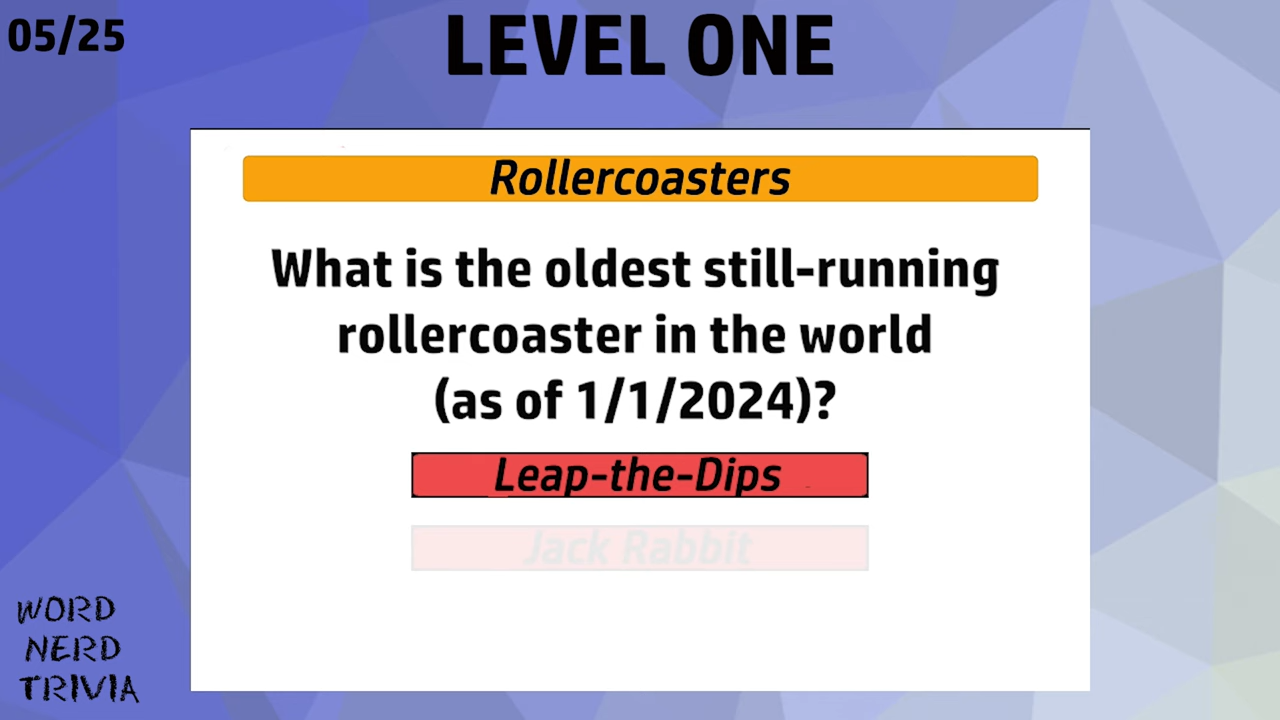 05/25
LEVEL ONE
Rollercoasters
What is the oldest still-running
rollercoaster in the world
(as of 1/1/2024)?
Leap-the-Dips
Jack Rabbit
WORD
NERD
TRIVIA